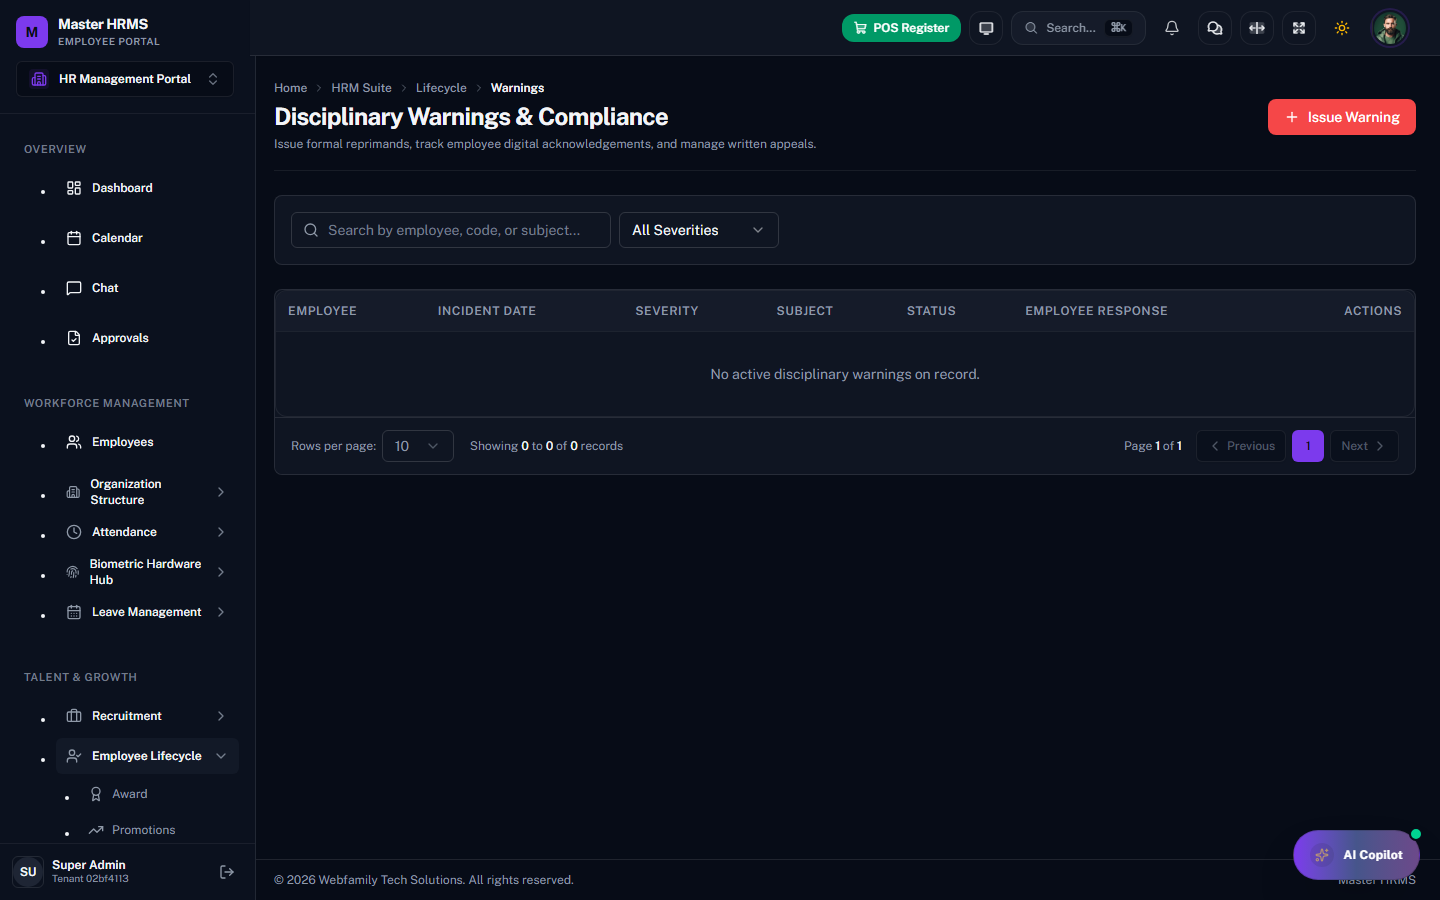 M
Master HRMS
EMPLOYEE PORTAL
HR Management Portal
POS Register
Search...
⌘K
OVERVIEW
Dashboard
Calendar
Chat
Approvals
WORKFORCE MANAGEMENT
Employees
Organization
Structure
Attendance
Biometric Hardware
Hub
Leave Management
TALENT & GROWTH
Recruitment
Employee Lifecycle
Award
Promotions
SU
Super Admin
Tenant 02bf4113
Home > HRM Suite > Lifecycle > Warnings
Disciplinary Warnings & Compliance
Issue formal reprimands, track employee digital acknowledgements, and manage written appeals.
Issue Warning
Search by employee, code, or subject...
All Severities
EMPLOYEE INCIDENT DATE SEVERITY SUBJECT STATUS EMPLOYEE RESPONSE ACTIONS
No active disciplinary warnings on record.
Rows per page: 10 Showing 0 to 0 of 0 records
Page 1 of 1 Previous 1 Next
AI Copilot
© 2026 Webfamily Tech Solutions. All rights reserved.
Master HRMS